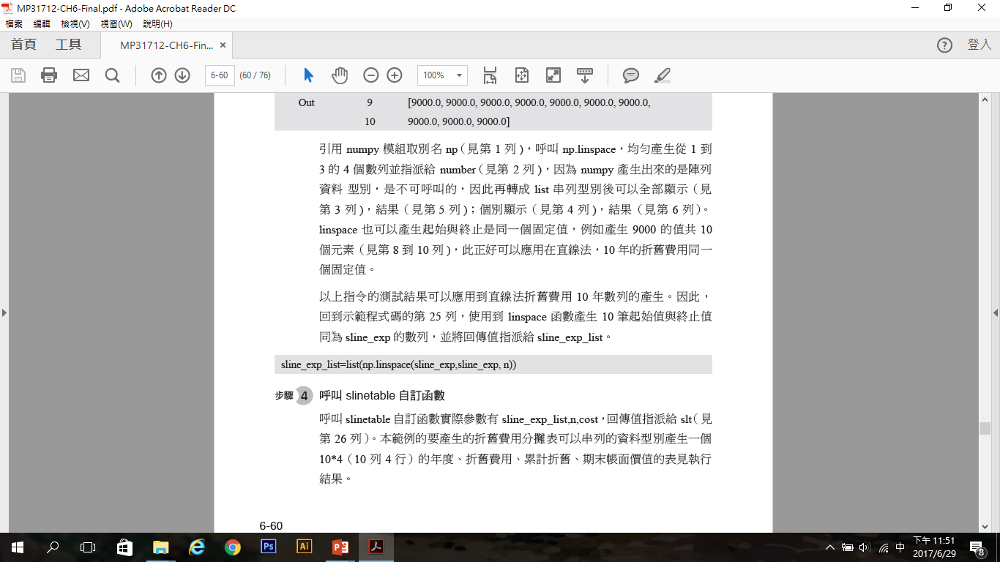 MP31712-CH6-Final.pdf - Adobe Acrobat Reader DC
檔案 編輯 檢視(V) 視窗(W) 說明(H)
首頁 工具 MP31712-CH6-Fin... × ? 登入
6-60 (60 / 76) 100%
Out 9 [9000.0, 9000.0, 9000.0, 9000.0, 9000.0, 9000.0, 9000.0,
10 9000.0, 9000.0, 9000.0]
引用 numpy 模組取別名 np（見第 1 列），呼叫 np.linspace，均勻產生從 1 到
3 的 4 個數列並指派給 number（見第 2 列），因為 numpy 產生出來的是陣列
資料 型別，是不可呼叫的，因此再轉成 list 串列型別後可以全部顯示（見
第 3 列），結果（見第 5 列）；個別顯示（見第 4 列），結果（見第 6 列）。
linspace 也可以產生起始與終止是同一個固定值，例如產生 9000 的值共 10
個元素（見第 8 到 10 列），此正好可以應用在直線法，10 年的折舊費用同一
個固定值。
以上指令的測試結果可以應用到直線法折舊費用 10 年數列的產生。因此，
回到示範程式碼的第 25 列，使用到 linspace 函數產生 10 筆起始值與終止值
同為 sline_exp 的數列，並將回傳值指派給 sline_exp_list。
sline_exp_list=list(np.linspace(sline_exp,sline_exp, n))
步驟 4 呼叫 slinetable 自訂函數
呼叫 slinetable 自訂函數實際參數有 sline_exp_list,n,cost，回傳值指派給 slt（見
第 26 列）。本範例的要產生的折舊費用分攤表可以串列的資料型別產生一個
10*4（10 列 4 行）的年度、折舊費用、累計折舊、期末帳面價值的表見執行
結果。
6-60
Ps Ai 中 下午 11:51
2017/6/29 8